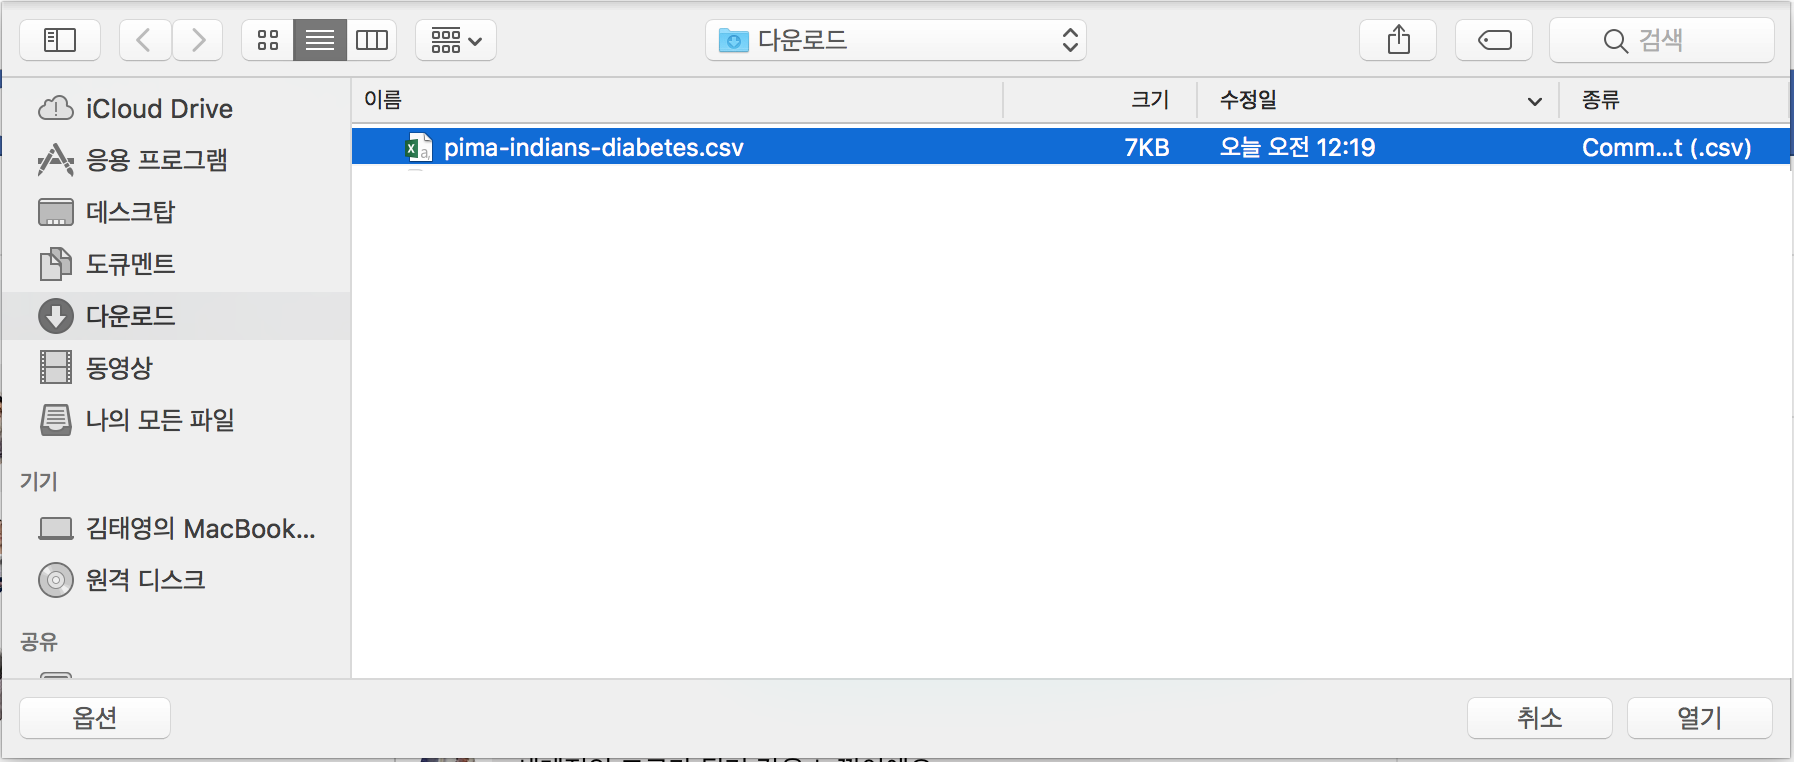 다운로드
검색
iCloud Drive
응용 프로그램
데스크탑
도큐멘트
다운로드
동영상
나의 모든 파일
기기
김태영의 MacBook...
원격 디스크
공유
이름 크기 수정일 종류
pima-indians-diabetes.csv 7KB 오늘 오전 12:19 Comm...t (.csv)
옵션 취소 열기